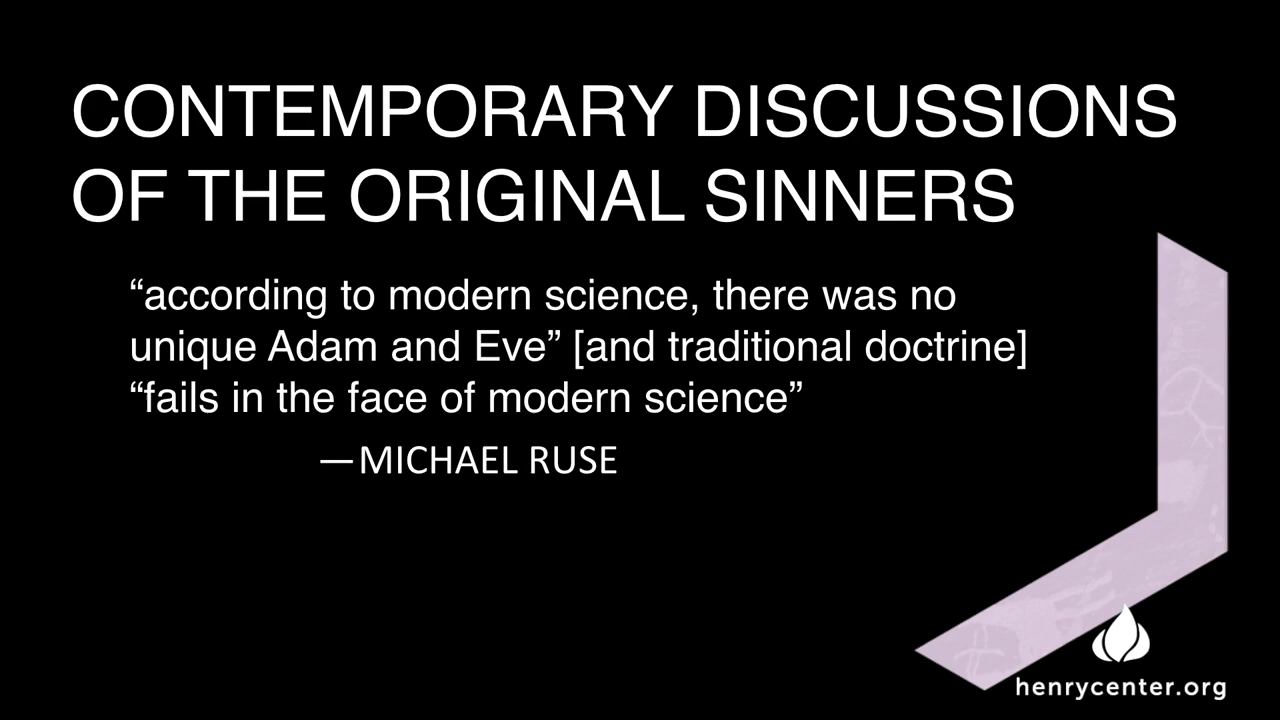 CONTEMPORARY DISCUSSIONS
OF THE ORIGINAL SINNERS
“according to modern science, there was no
unique Adam and Eve” [and traditional doctrine]
“fails in the face of modern science”
—MICHAEL RUSE
henrycenter.org